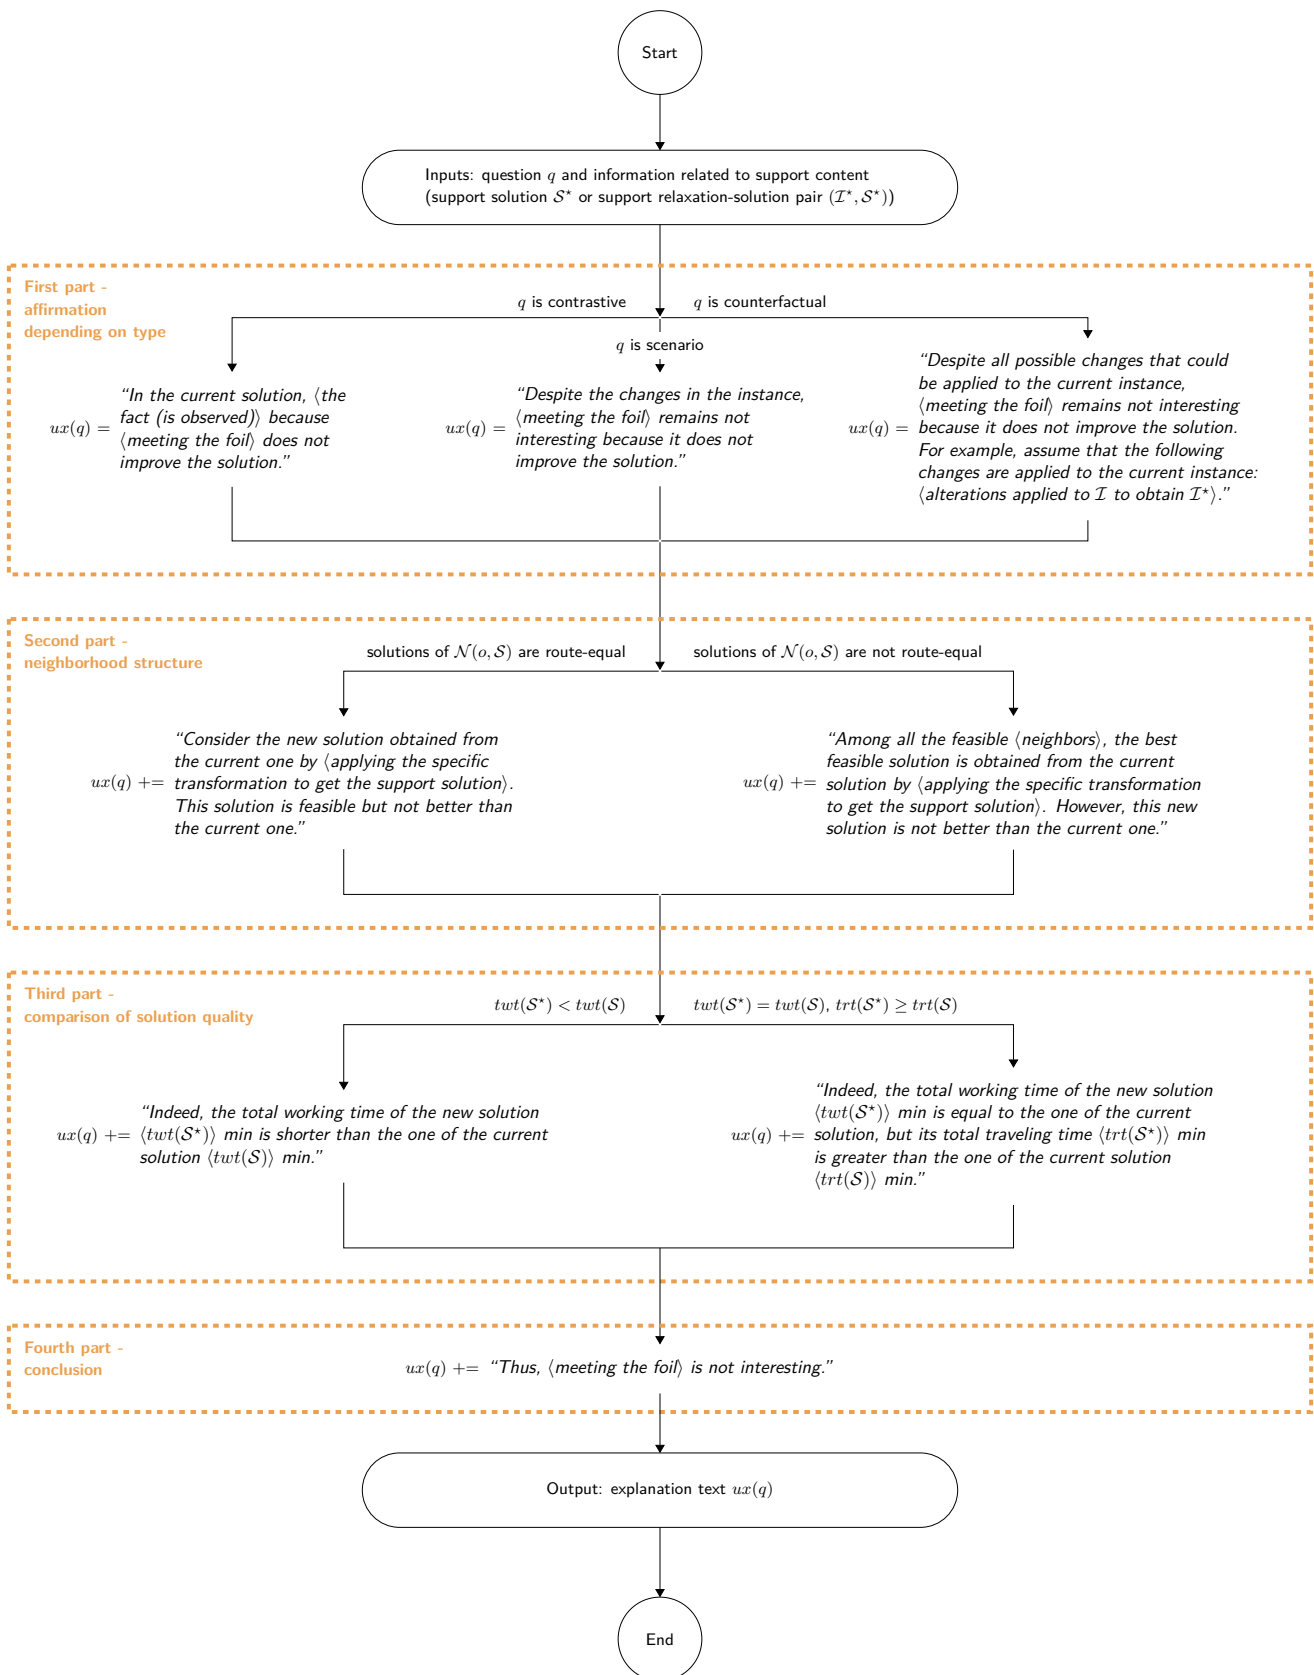 Start
Inputs: question q and information related to support content
(support solution S⋆ or support relaxation-solution pair (I⋆, S⋆))
First part -
affirmation
depending on type
q is contrastive
q is counterfactual
q is scenario
ux(q) =
“In the current solution, ⟨the
fact (is observed)⟩ because
⟨meeting the foil⟩ does not
improve the solution.”
ux(q) =
“Despite the changes in the instance,
⟨meeting the foil⟩ remains not
interesting because it does not
improve the solution.”
ux(q) =
“Despite all possible changes that could
be applied to the current instance,
⟨meeting the foil⟩ remains not interesting
because it does not improve the solution.
For example, assume that the following
changes are applied to the current instance:
⟨alterations applied to I to obtain I⋆⟩.”
Second part -
neighborhood structure
solutions of N(o, S) are route-equal
solutions of N(o, S) are not route-equal
ux(q) +=
“Consider the new solution obtained from
the current one by ⟨applying the specific
transformation to get the support solution⟩.
This solution is feasible but not better than
the current one.”
ux(q) +=
“Among all the feasible ⟨neighbors⟩, the best
feasible solution is obtained from the current
solution by ⟨applying the specific transformation
to get the support solution⟩. However, this new
solution is not better than the current one.”
Third part -
comparison of solution quality
twt(S⋆) < twt(S)
twt(S⋆) = twt(S), trt(S⋆) ≥ trt(S)
ux(q) +=
“Indeed, the total working time of the new solution
⟨twt(S⋆)⟩ min is shorter than the one of the current
solution ⟨twt(S)⟩ min.”
ux(q) +=
“Indeed, the total working time of the new solution
⟨twt(S⋆)⟩ min is equal to the one of the current
solution, but its total traveling time ⟨trt(S⋆)⟩ min
is greater than the one of the current solution
⟨trt(S)⟩ min.”
Fourth part -
conclusion
ux(q) += “Thus, ⟨meeting the foil⟩ is not interesting.”
Output: explanation text ux(q)
End